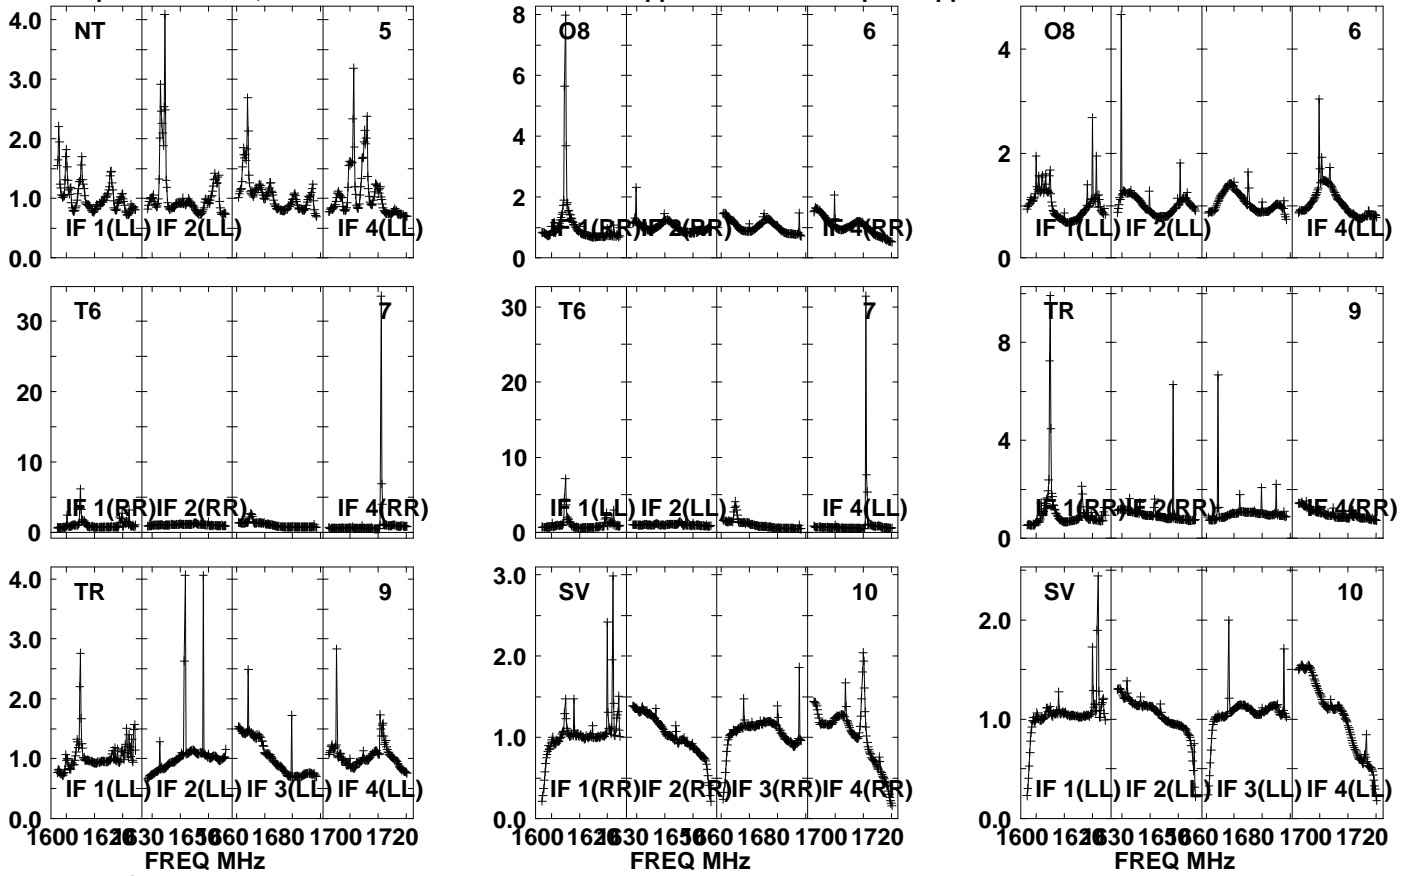 NT 5 O8 6 O8 6
4.0 8 4
3.0 6
2.0 4 2
1.0 2
0.0 0 0
IF 1(LL) IF 2(LL) IF 4(LL) IF 1(RR) IF 2(RR) IF 4(RR) IF 1(LL) IF 2(LL) IF 4(LL)
T6 7 T6 7 TR 9
30 30 8
20 20
10 10 4
0 0 0
IF 1(RR) IF 2(RR) IF 4(RR) IF 1(LL) IF 2(LL) IF 4(LL) IF 1(RR) IF 2(RR) IF 4(RR)
TR 9 SV 10 SV 10
4.0 3.0
3.0 2.0 2.0
2.0
1.0 1.0 1.0
0.0 0.0 0.0
IF 1(LL) IF 2(LL) IF 3(LL) IF 4(LL) IF 1(RR) IF 2(RR) IF 3(RR) IF 4(RR) IF 1(LL) IF 2(LL) IF 3(LL) IF 4(LL)
1600 1630 1660 1680 1700 1720 1600 1630 1660 1680 1700 1720 1600 1630 1660 1680 1700 1720
FREQ MHz FREQ MHz FREQ MHz